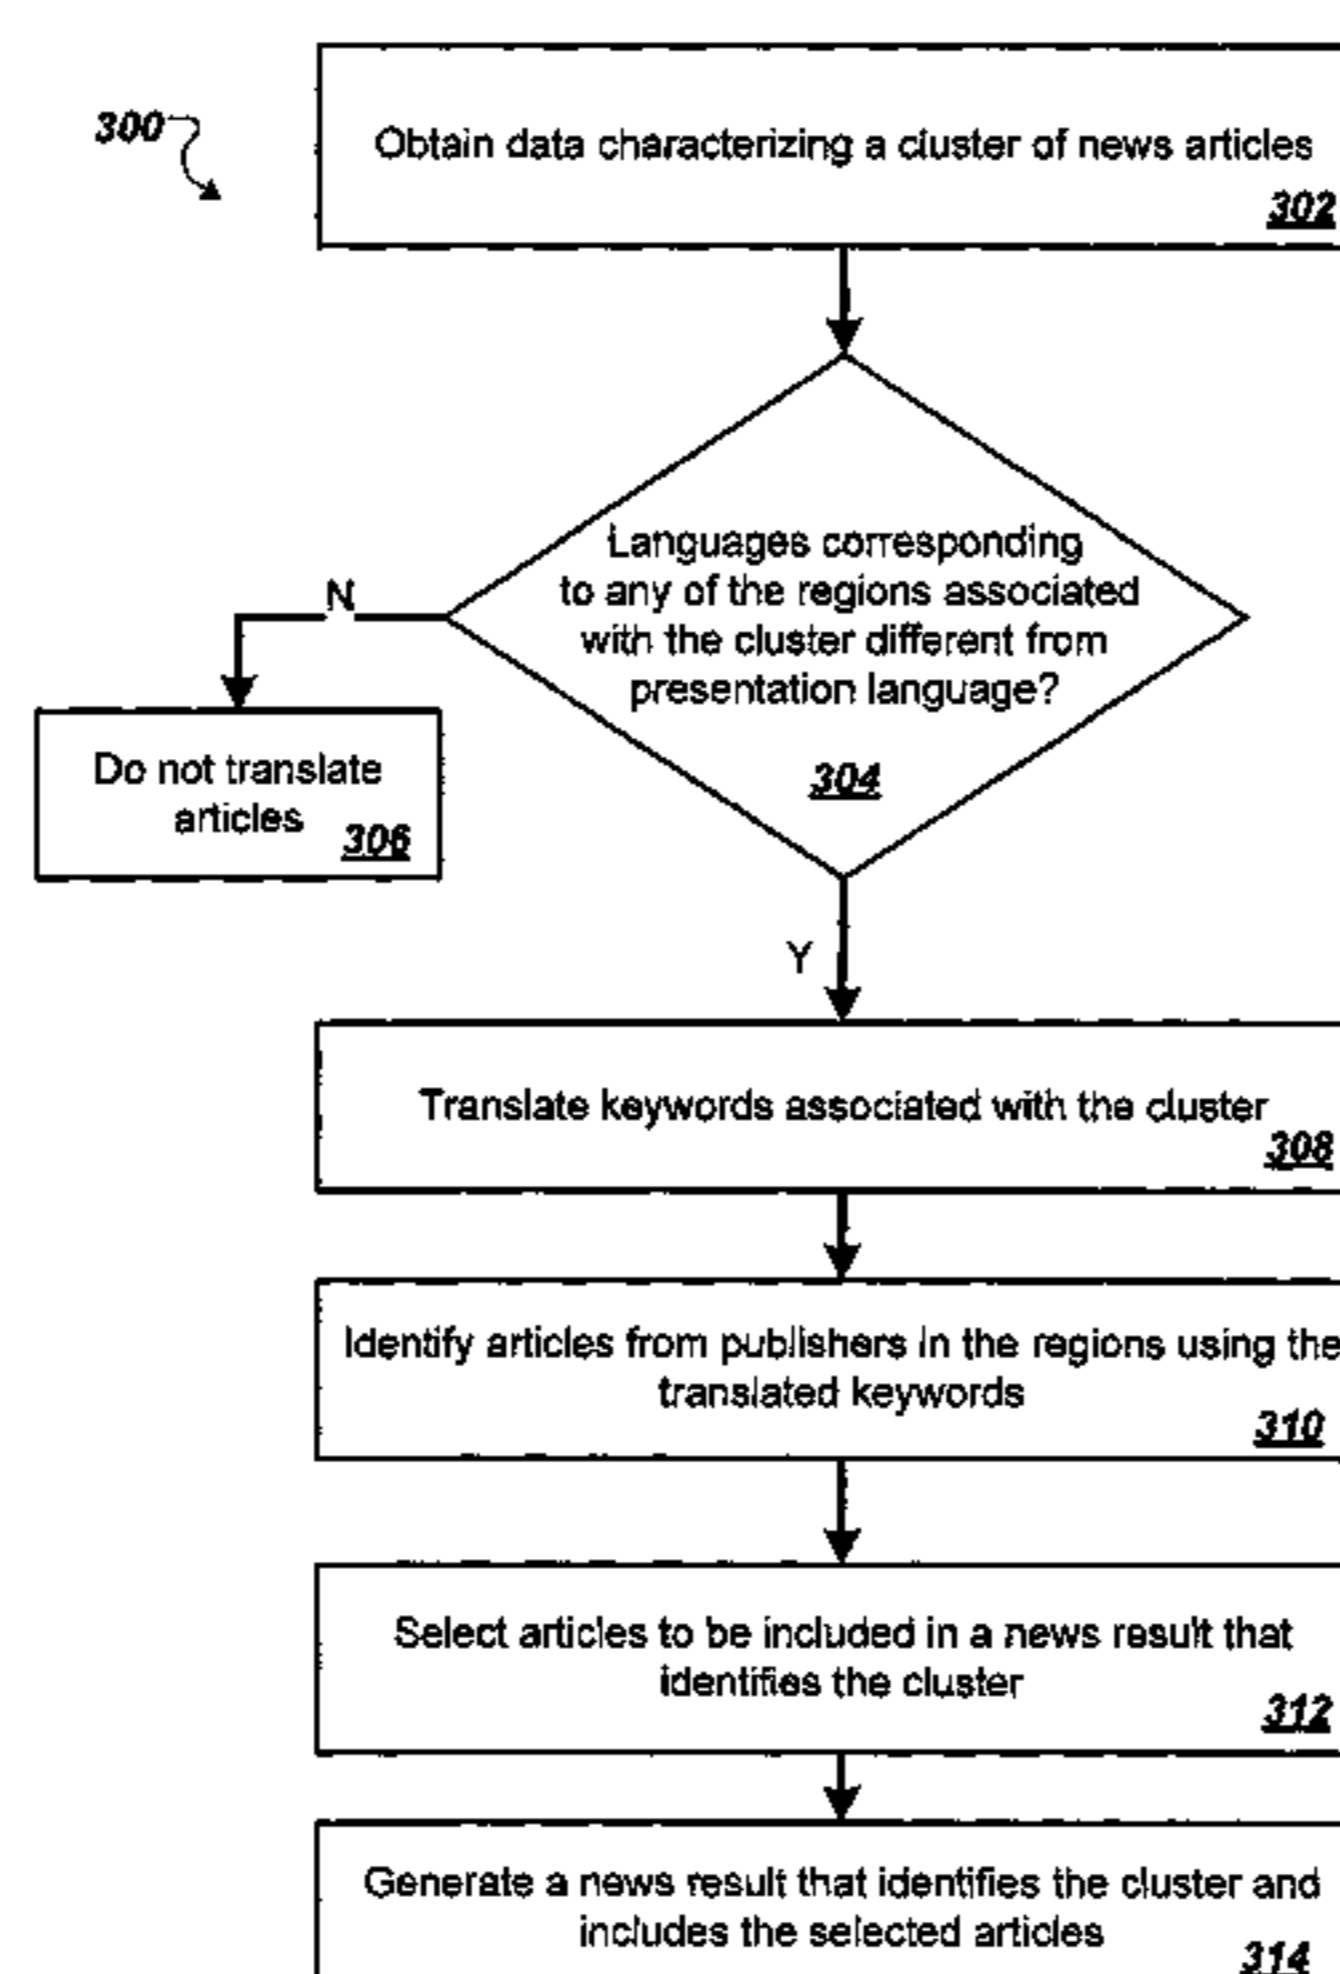 300
Obtain data characterizing a cluster of news articles
302
Languages corresponding
to any of the regions associated
with the cluster different from
presentation language?
304
N
Do not translate
articles
306
Y
Translate keywords associated with the cluster
308
Identify articles from publishers in the regions using the
translated keywords
310
Select articles to be included in a news result that
identifies the cluster
312
Generate a news result that identifies the cluster and
includes the selected articles
314